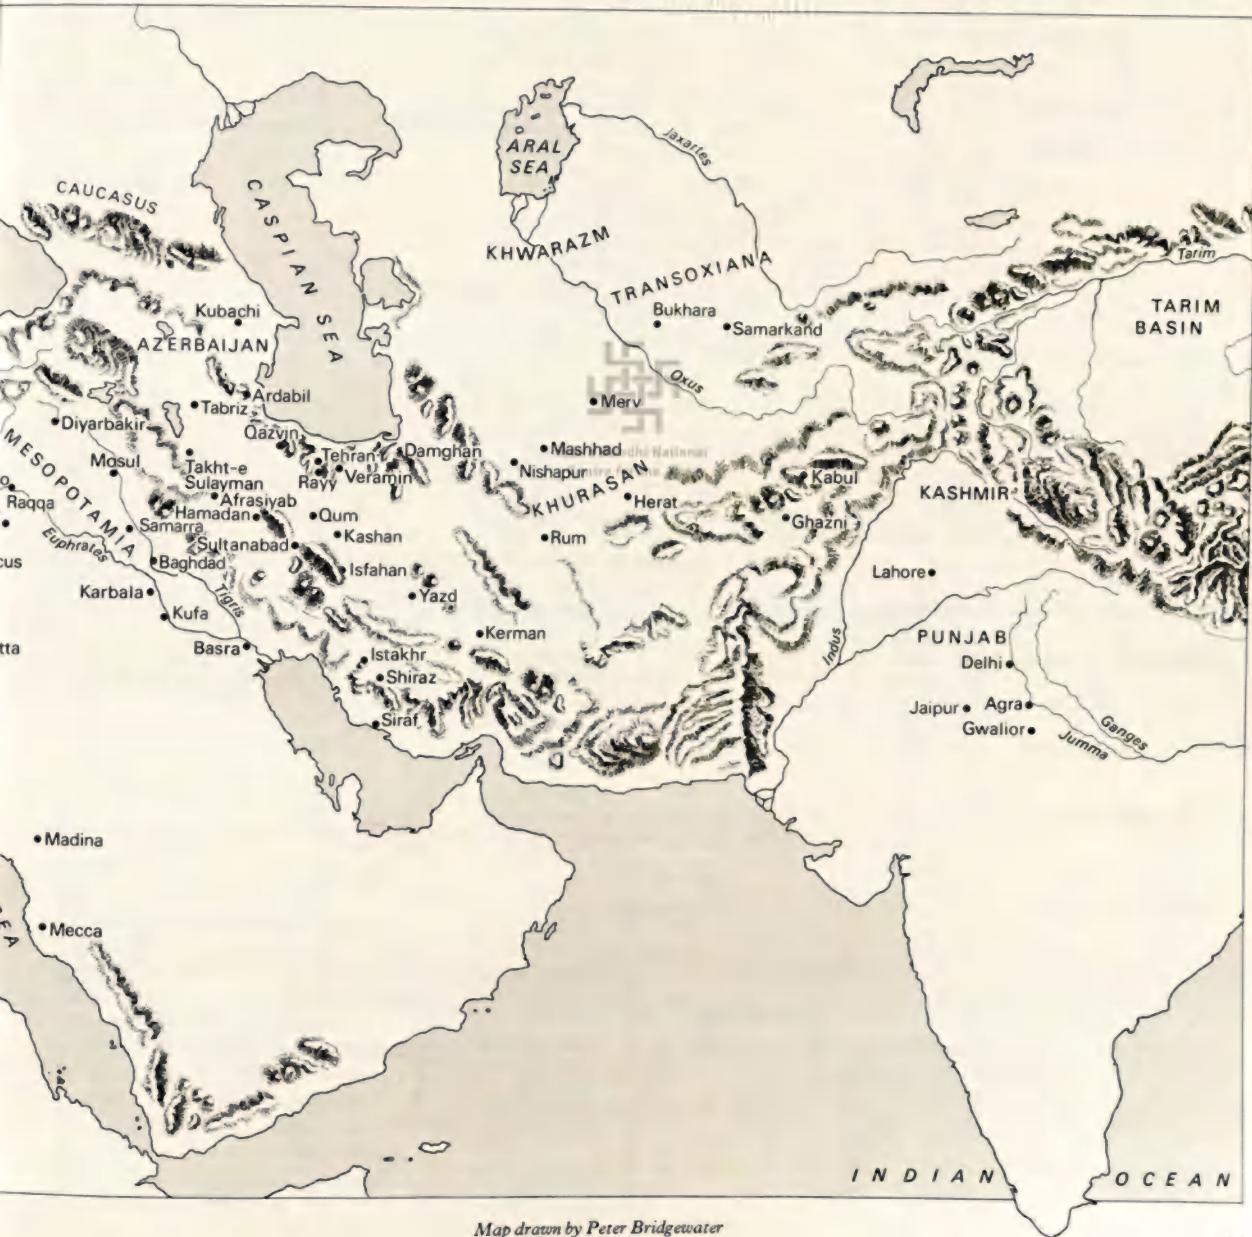 CAUCASUS
CASPIAN SEA
ARAL
SEA
Jaxartes
KHWARAZM
TRANSOXIANA
Bukhara
Samarkand
Tarim
TARIM
BASIN
Kubachi
AZERBAIJAN
Ardabil
Tabriz
Oxus
Merv
Diyarbakir
Qazvin
Tehran
Damghan
Mashhad
Nishapur
MESOPOTAMIA
Mosul
Takht-e
Sulayman
Rayy
Veramin
KHURASAN
Herat
Kabul
KASHMIR
Raqqa
Afrasiyab
Hamadan
Qum
Ghazni
Samarra
Euphrates
Sultanabad
Kashan
Rum
cus
Baghdad
Isfahan
Lahore
Karbala
Tigris
Yazd
Kufa
Indus
tta
Basra
Kerman
PUNJAB
Istakhr
Delhi
Shiraz
Jaipur
Agra
Siraf
Gwalior
Ganges
Jumma
Madina
Mecca
EA
INDIAN OCEAN
Map drawn by Peter Bridgewater